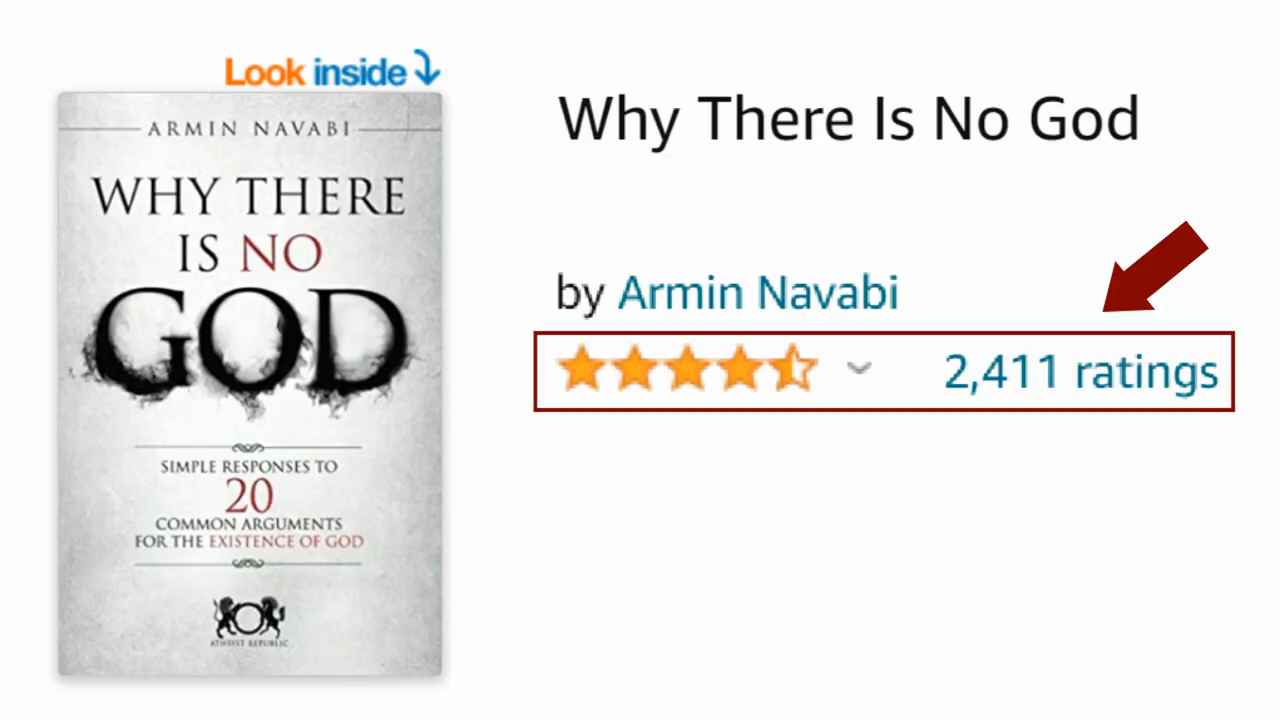 Look inside
ARMIN NAVABI
WHY THERE
IS NO
GOD
SIMPLE RESPONSES TO
20
COMMON ARGUMENTS
FOR THE EXISTENCE OF GOD
ATHEIST REPUBLIC
Why There Is No God
by Armin Navabi
2,411 ratings